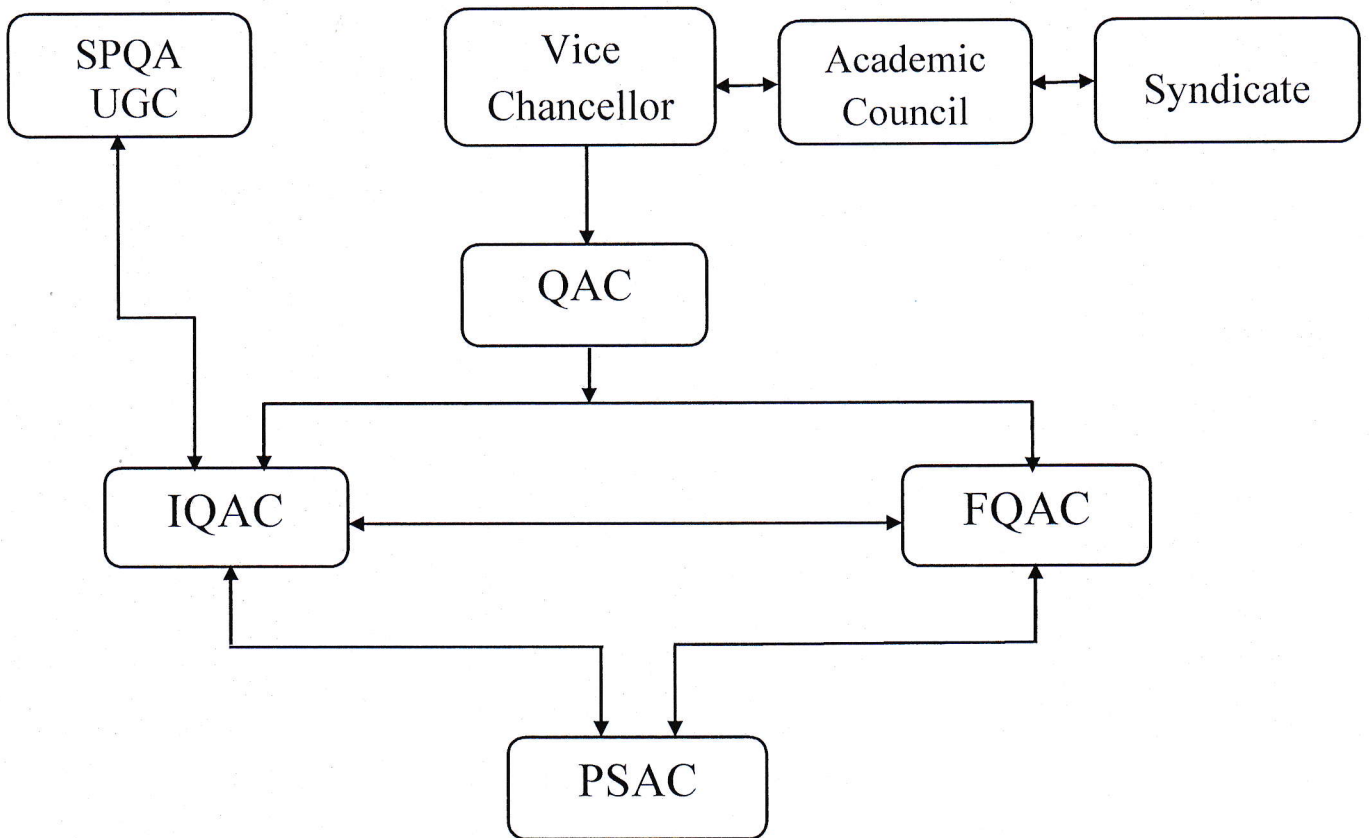 SPQA
UGC
Vice
Chancellor
Academic
Council
Syndicate
QAC
IQAC
FQAC
PSAC